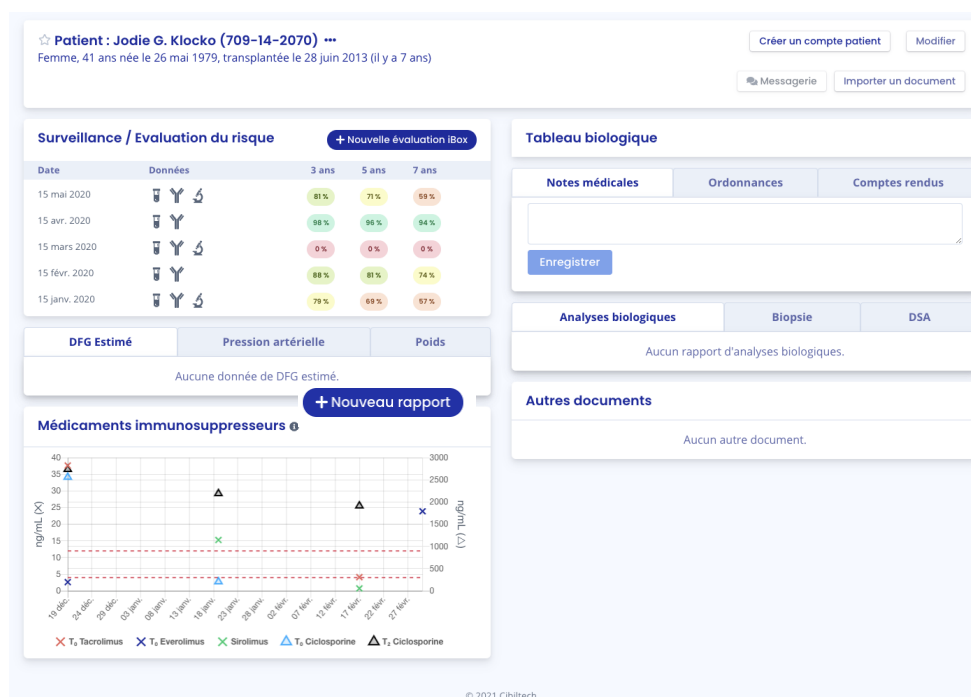 Patient : Jodie G. Klocko (709-14-2070) •••
Femme, 41 ans née le 26 mai 1979, transplantée le 28 juin 2013 (il y a 7 ans)
Créer un compte patient
Modifier
Messagerie
Importer un document
Surveillance / Evaluation du risque
+ Nouvelle évaluation iBox
Date Données 3 ans 5 ans 7 ans
15 mai 2020 81 % 71 % 59 %
15 avr. 2020 98 % 96 % 94 %
15 mars 2020 0 % 0 % 0 %
15 févr. 2020 88 % 81 % 74 %
15 janv. 2020 79 % 69 % 57 %
DFG Estimé Pression artérielle Poids
Aucune donnée de DFG estimé.
+ Nouveau rapport
Médicaments immunosuppresseurs
ng/mL (X)
40
35
30
25
20
15
10
5
0
3000
2500
2000
1500
1000
500
0
ng/mL (△)
19 déc. 24 déc. 29 déc. 03 janv. 08 janv. 13 janv. 18 janv. 23 janv. 28 janv. 02 févr. 07 févr. 12 févr. 17 févr. 22 févr. 27 févr.
T₀ Tacrolimus T₀ Everolimus Sirolimus T₀ Ciclosporine T₂ Ciclosporine
Tableau biologique
Notes médicales Ordonnances Comptes rendus
Enregistrer
Analyses biologiques Biopsie DSA
Aucun rapport d'analyses biologiques.
Autres documents
Aucun autre document.
© 2021 Cibiltech